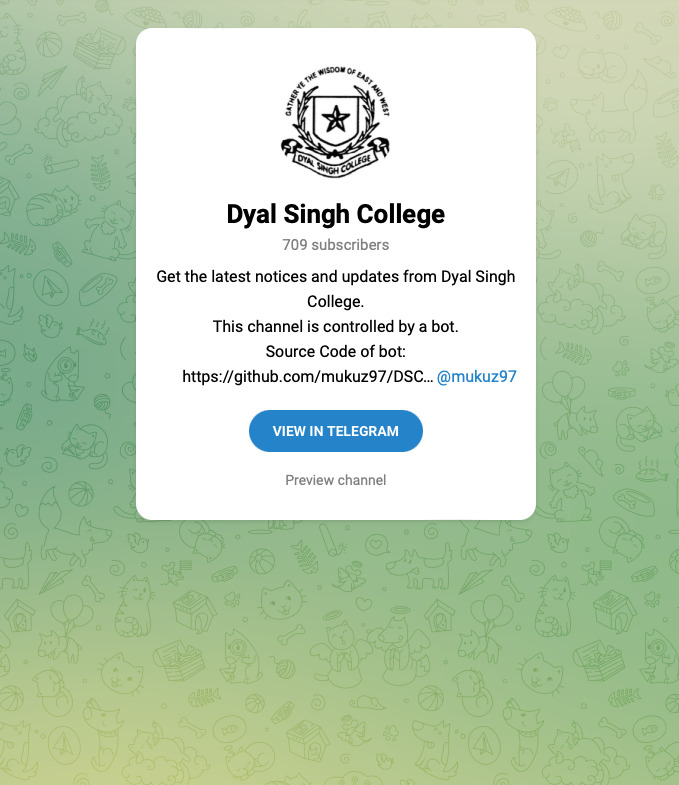 GATHER YE THE WISDOM OF EAST AND WEST
DYAL SINGH COLLEGE
Dyal Singh College
709 subscribers
Get the latest notices and updates from Dyal Singh
College.
This channel is controlled by a bot.
Source Code of bot:
https://github.com/mukuz97/DSC... @mukuz97
VIEW IN TELEGRAM
Preview channel